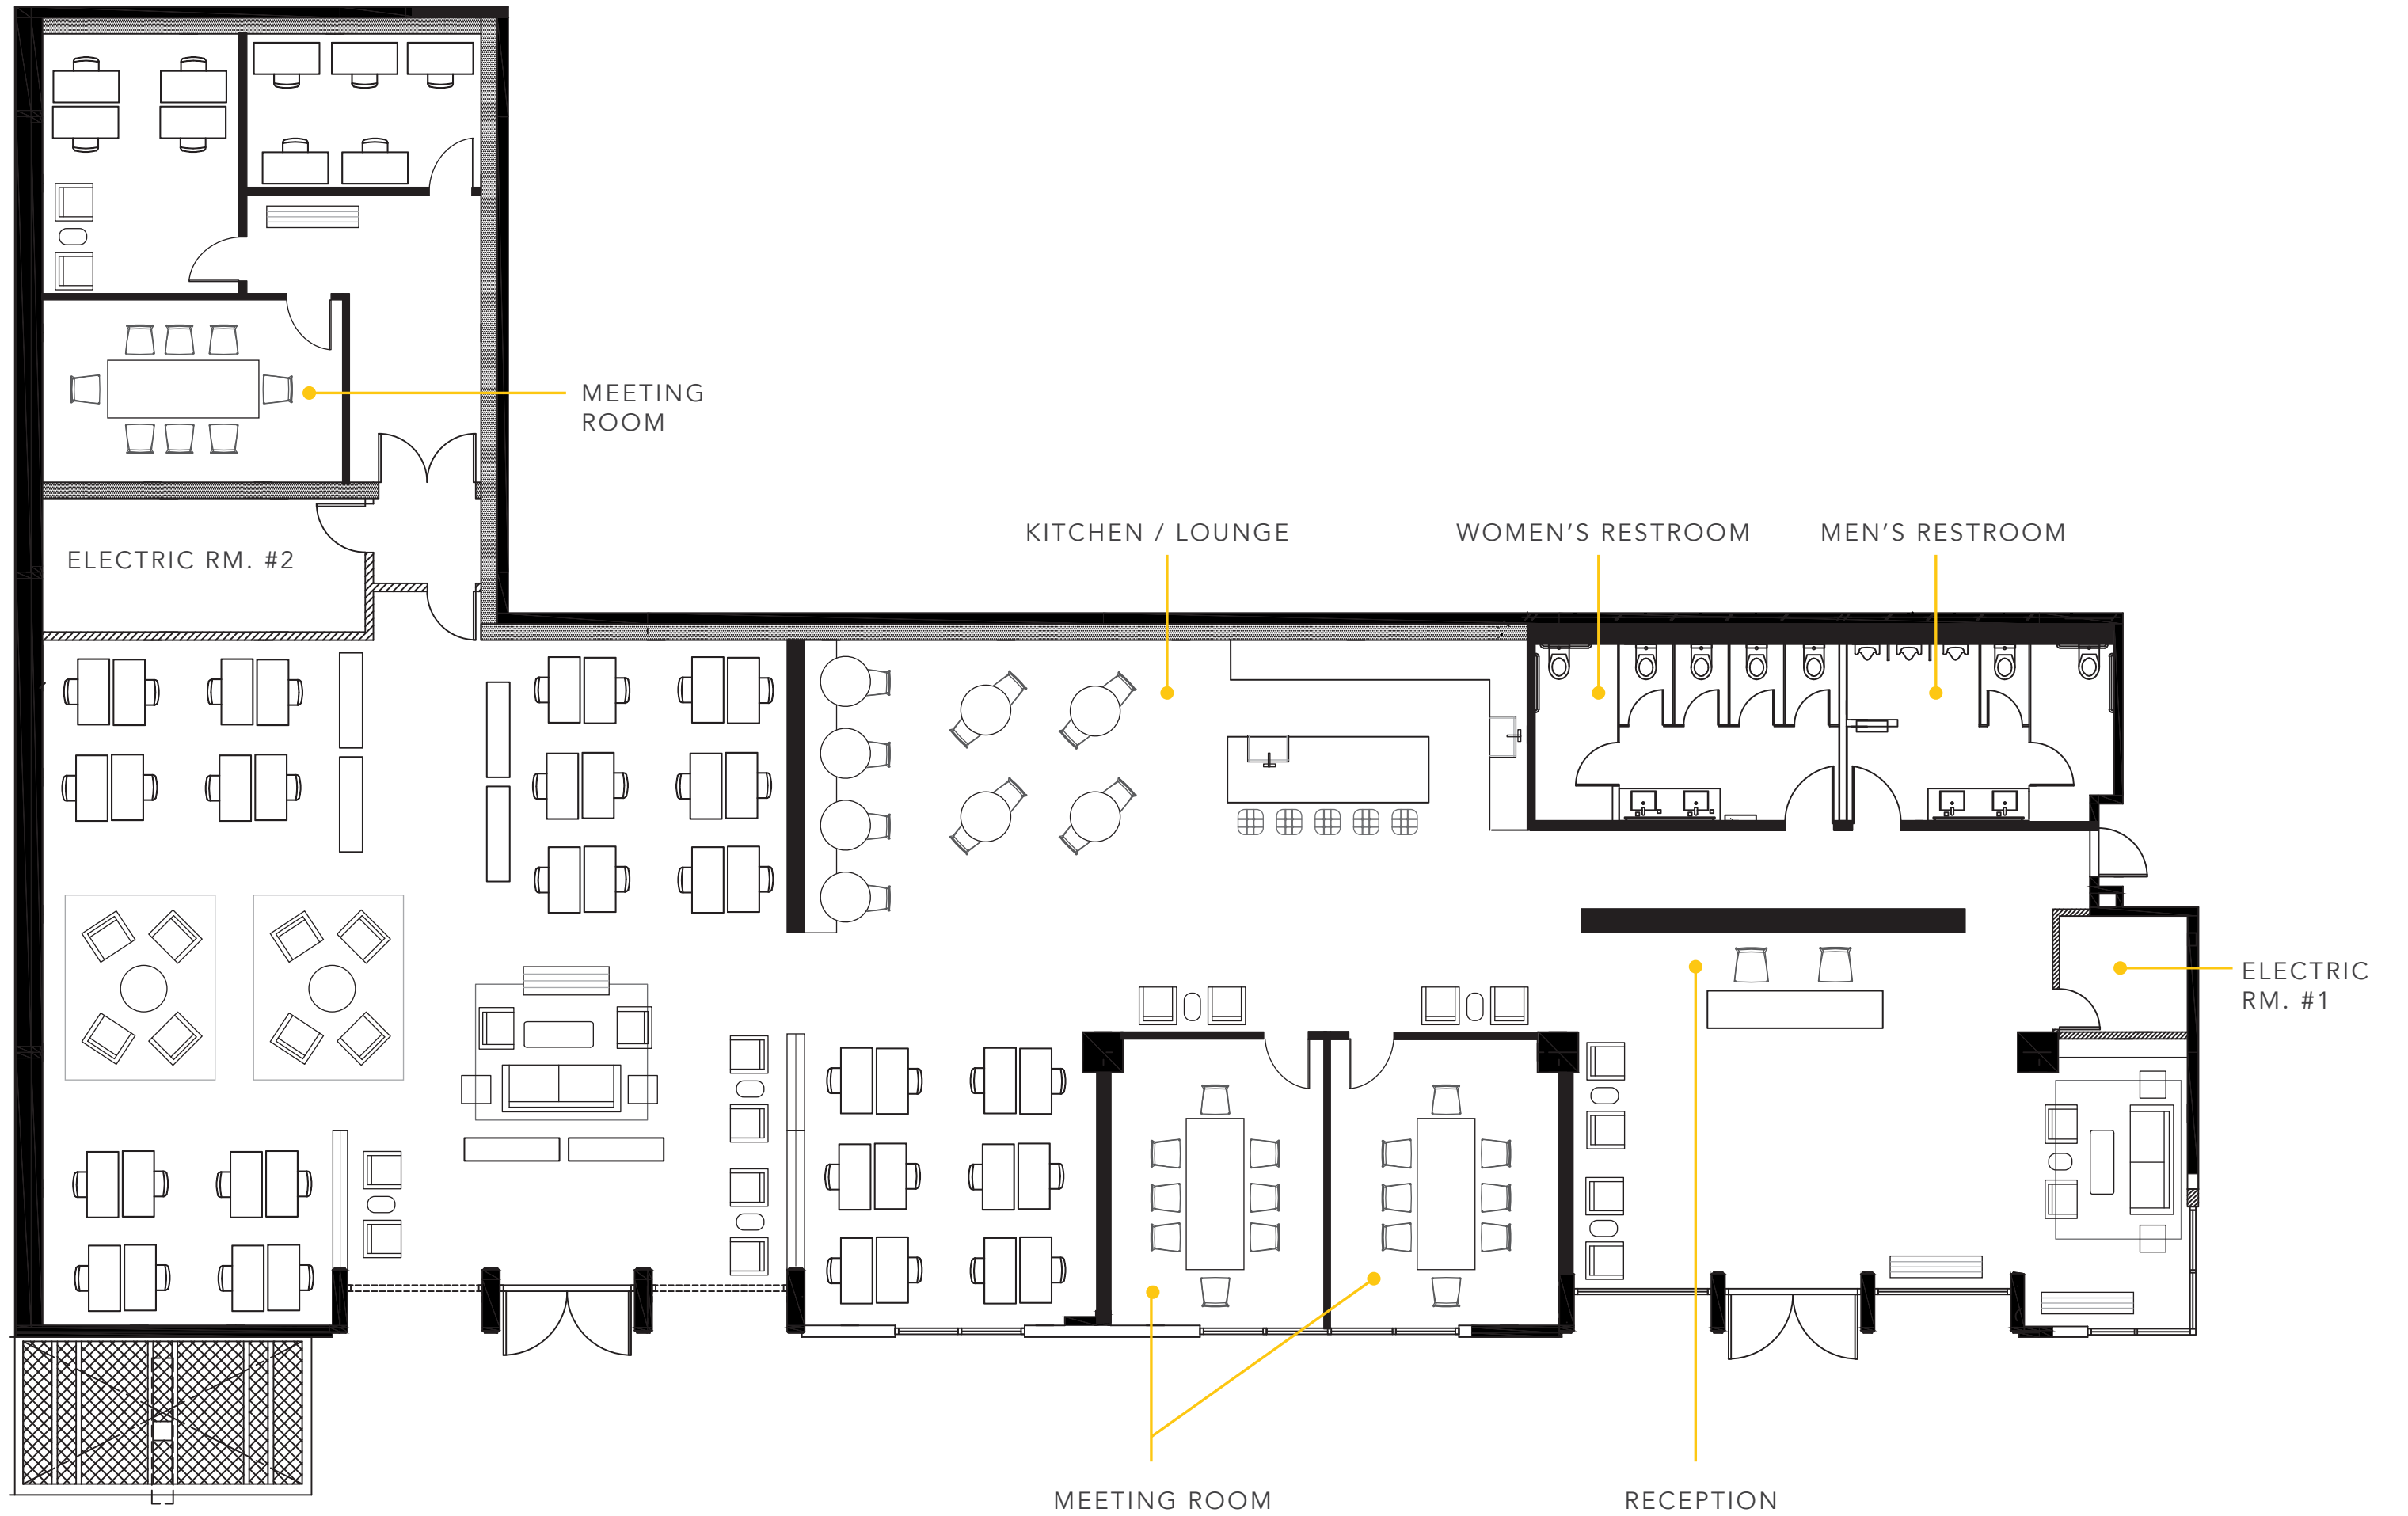 MEETING
ROOM
KITCHEN / LOUNGE
WOMEN’S RESTROOM
MEN’S RESTROOM
ELECTRIC RM. #2
ELECTRIC
RM. #1
MEETING ROOM
RECEPTION